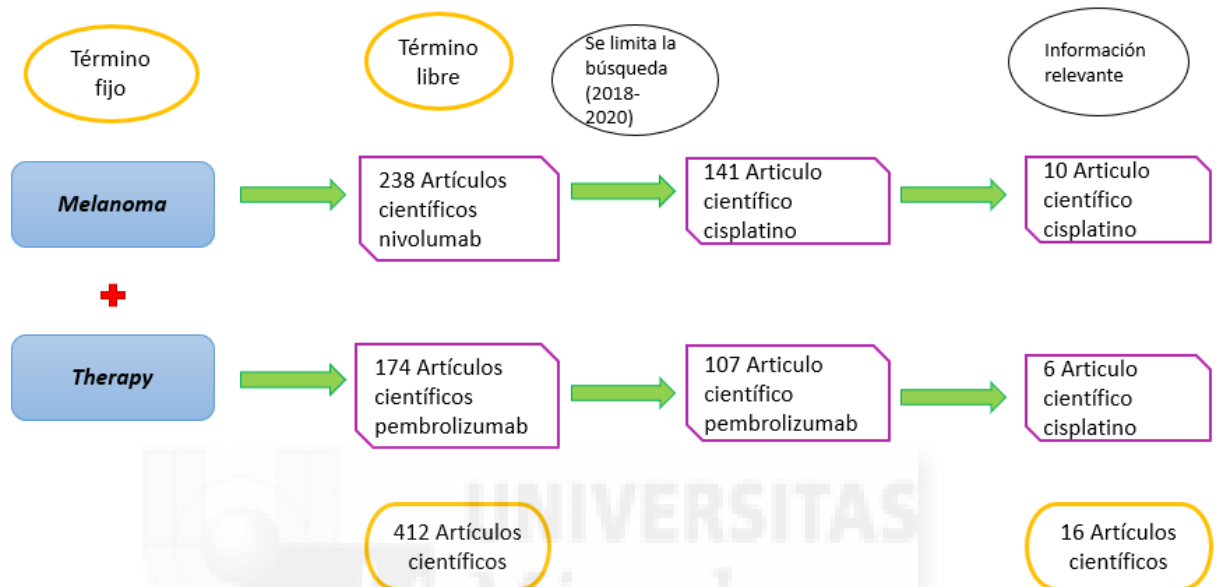 Término
fijo
Término
libre
Se limita la
búsqueda
(2018-
2020)
Información
relevante
Melanoma
238 Artículos
científicos
nivolumab
141 Articulo
científico
cisplatino
10 Articulo
científico
cisplatino
Therapy
174 Artículos
científicos
pembrolizumab
107 Articulo
científico
pembrolizumab
6 Articulo
científico
cisplatino
UNIVERSITAS
412 Artículos
científicos
16 Artículos
científicos